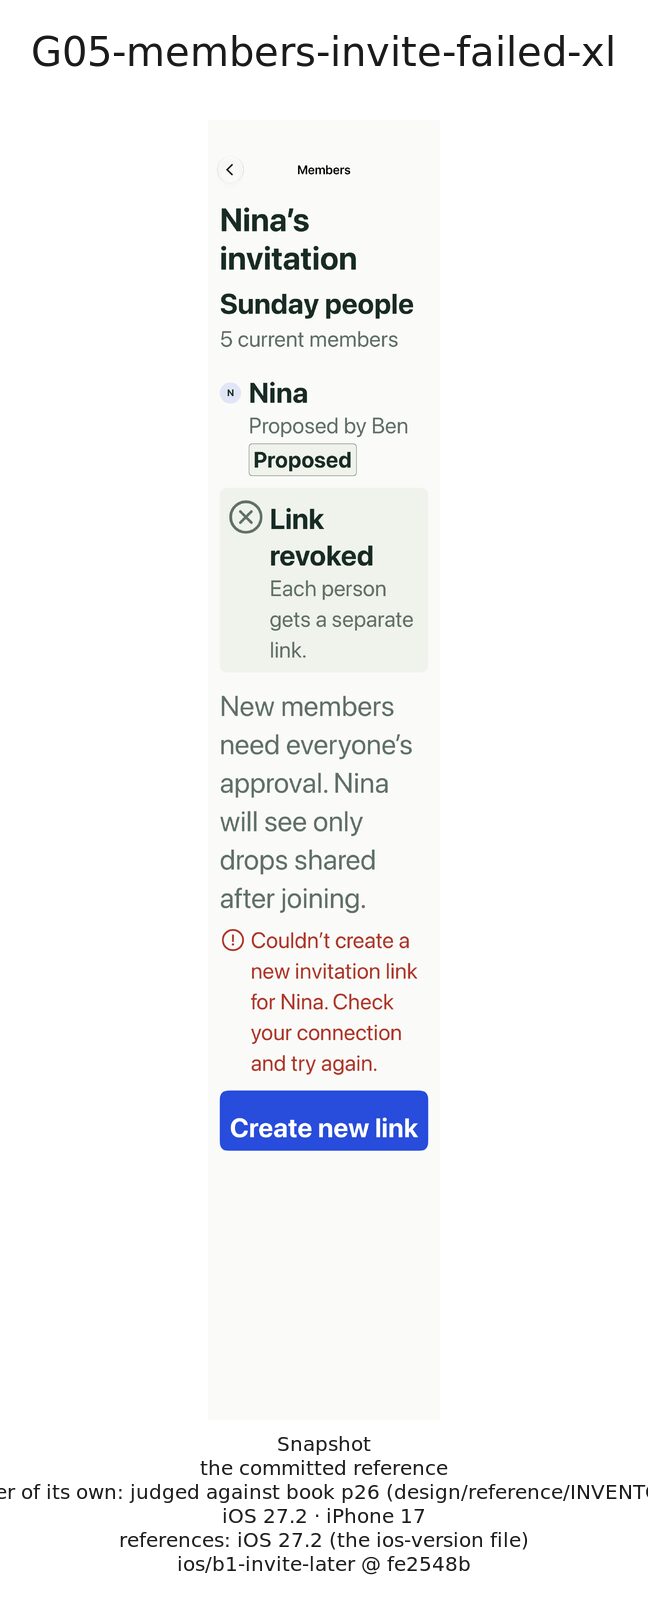 G05-members-invite-failed-xl
Members
Nina’s
invitation
Sunday people
5 current members
N
Nina
Proposed by Ben
Proposed
Link
revoked
Each person
gets a separate
link.
New members
need everyone’s
approval. Nina
will see only
drops shared
after joining.
Couldn’t create a
new invitation link
for Nina. Check
your connection
and try again.
Create new link
Snapshot
the committed reference
of its own: judged against book p26
iOS 27.2 · iPhone 17
references: iOS 27.2 (the ios-version file)
ios/b1-invite-later @ fe2548b